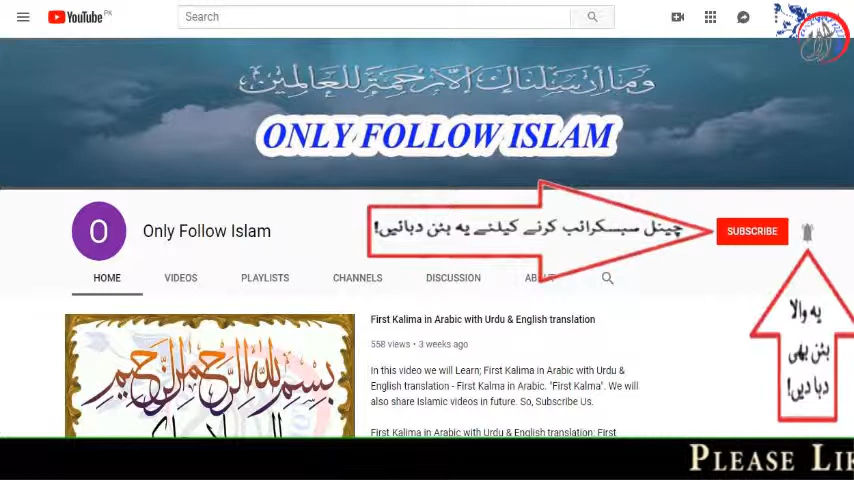 YouTube PK
Search
وما أرسلناك إلا رحمة للعالمين
ONLY FOLLOW ISLAM
O
Only Follow Islam
چینل سبسکرائب کرنے کیلئے یہ بٹن دبائیں!
SUBSCRIBE
HOME VIDEOS PLAYLISTS CHANNELS DISCUSSION
یہ والا
بٹن بھی
دبا دیں!
First Kalima in Arabic with Urdu & English translation
558 views • 3 weeks ago
In this video we will Learn; First Kalima in Arabic with Urdu &
English translation - First Kalma in Arabic. "First Kalma". We will
also share Islamic videos in future. So, Subscribe Us.
First Kalima in Arabic with Urdu & English translation: First
بسم الله الرحمن الرحيم
PLEASE LIK